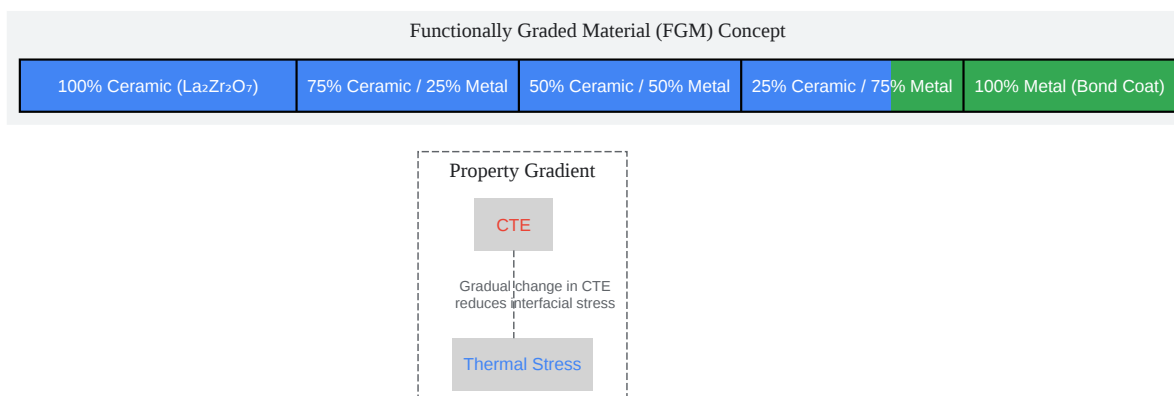 Functionally Graded Material (FGM) Concept
100% Ceramic (La₂Zr₂O₇)
75% Ceramic / 25% Metal
50% Ceramic / 50% Metal
25% Ceramic / 75% Metal
100% Metal (Bond Coat)
Property Gradient
CTE
Gradual change in CTE
reduces interfacial stress
Thermal Stress